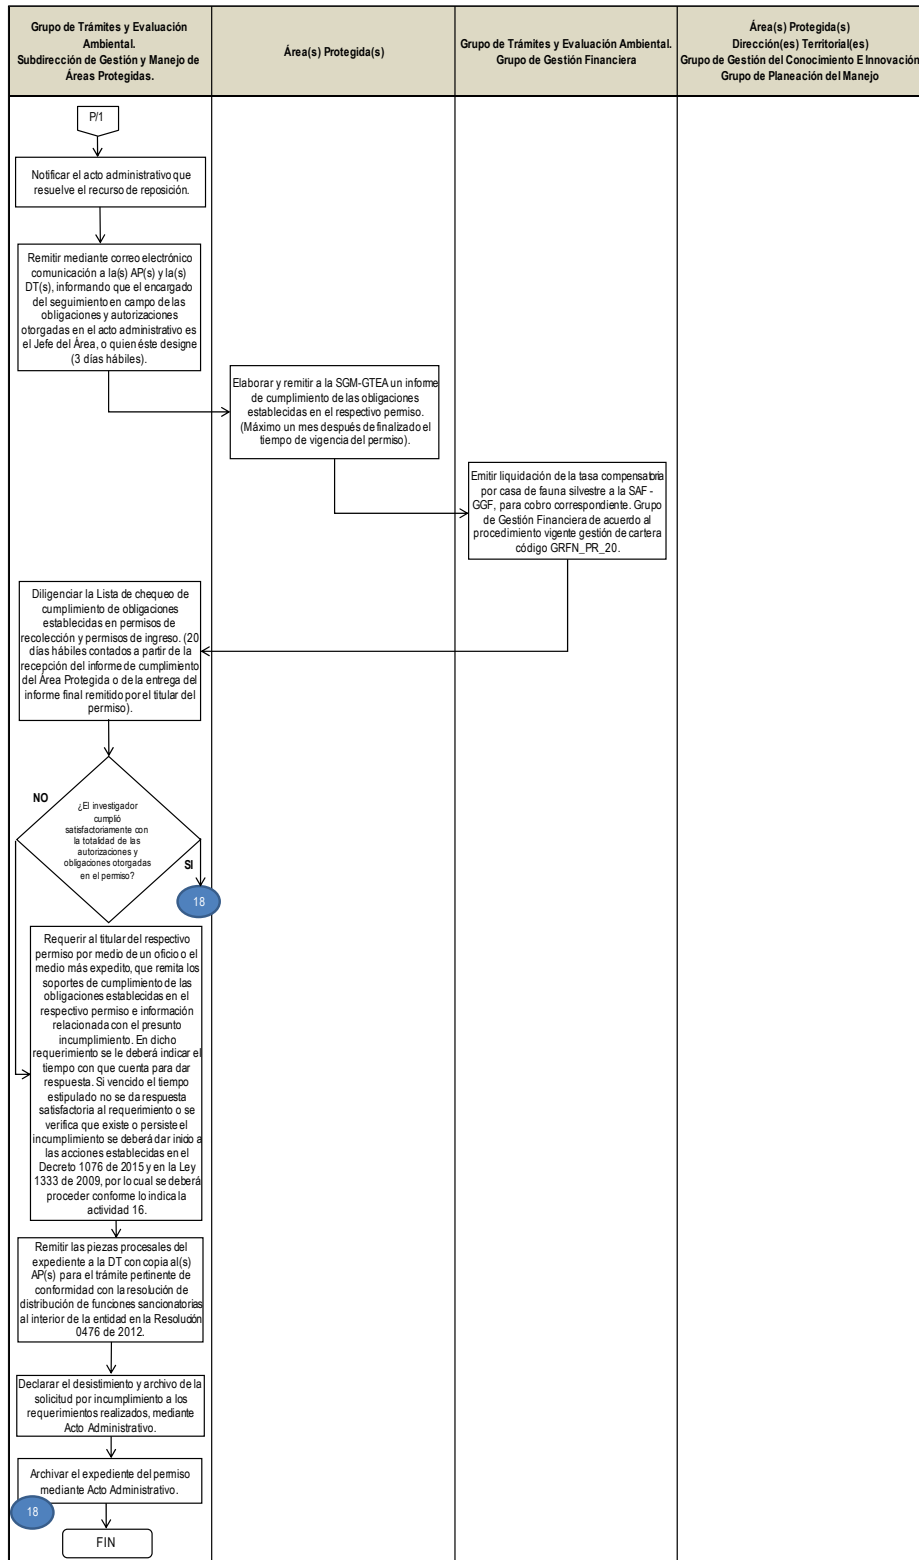 Grupo de Trámites y Evaluación
Ambiental.
Subdirección de Gestión y Manejo de
Áreas Protegidas.
Área(s) Protegida(s)
Grupo de Trámites y Evaluación Ambiental.
Grupo de Gestión Financiera
Área(s) Protegida(s)
Dirección(es) Territorial(es)
Grupo de Gestión del Conocimiento E Innovación
Grupo de Planeación del Manejo
P/1
Notificar el acto administrativo que
resuelve el recurso de reposición.
Remitir mediante correo electrónico
comunicación a la(s) AP(s) y la(s)
DT(s), informando que el encargado
del seguimiento en campo de las
obligaciones y autorizaciones
otorgadas en el acto administrativo es
el Jefe del Área, o quien éste designe
(3 días hábiles).
Elaborar y remitir a la SGM-GTEA un informe
de cumplimiento de las obligaciones
establecidas en el respectivo permiso.
(Máximo un mes después de finalizado el
tiempo de vigencia del permiso).
Emitir liquidación de la tasa compensatoria
por casa de fauna silvestre a la SAF -
GGF, para cobro correspondiente. Grupo
de Gestión Financiera de acuerdo al
procedimiento vigente gestión de cartera
código GRFN_PR_20.
Diligenciar la Lista de chequeo de
cumplimiento de obligaciones
establecidas en permisos de
recolección y permisos de ingreso. (20
días hábiles contados a partir de la
recepción del informe de cumplimiento
del Área Protegida o de la entrega del
informe final remitido por el titular del
permiso).
NO
¿El investigador
cumplió
satisfactoriamente con
la totalidad de las
autorizaciones y
obligaciones otorgadas
en el permiso?
SI
18
Requerir al titular del respectivo
permiso por medio de un oficio o el
medio más expedito, que remita los
soportes de cumplimiento de las
obligaciones establecidas en el
respectivo permiso e información
relacionada con el presunto
incumplimiento. En dicho
requerimiento se le deberá indicar el
tiempo con que cuenta para dar
respuesta. Si vencido el tiempo
estipulado no se da respuesta
satisfactoria al requerimiento o se
verifica que existe o persiste el
incumplimiento se deberá dar inicio a
las acciones establecidas en el
Decreto 1076 de 2015 y en la Ley
1333 de 2009, por lo cual se deberá
proceder conforme lo indica la
actividad 16.
Remitir las piezas procesales del
expediente a la DT con copia al(s)
AP(s) para el trámite pertinente de
conformidad con la resolución de
distribución de funciones sancionatorias
al interior de la entidad en la Resolución
0476 de 2012.
Declarar el desistimiento y archivo de la
solicitud por incumplimiento a los
requerimientos realizados, mediante
Acto Administrativo.
Archivar el expediente del permiso
mediante Acto Administrativo.
18
FIN